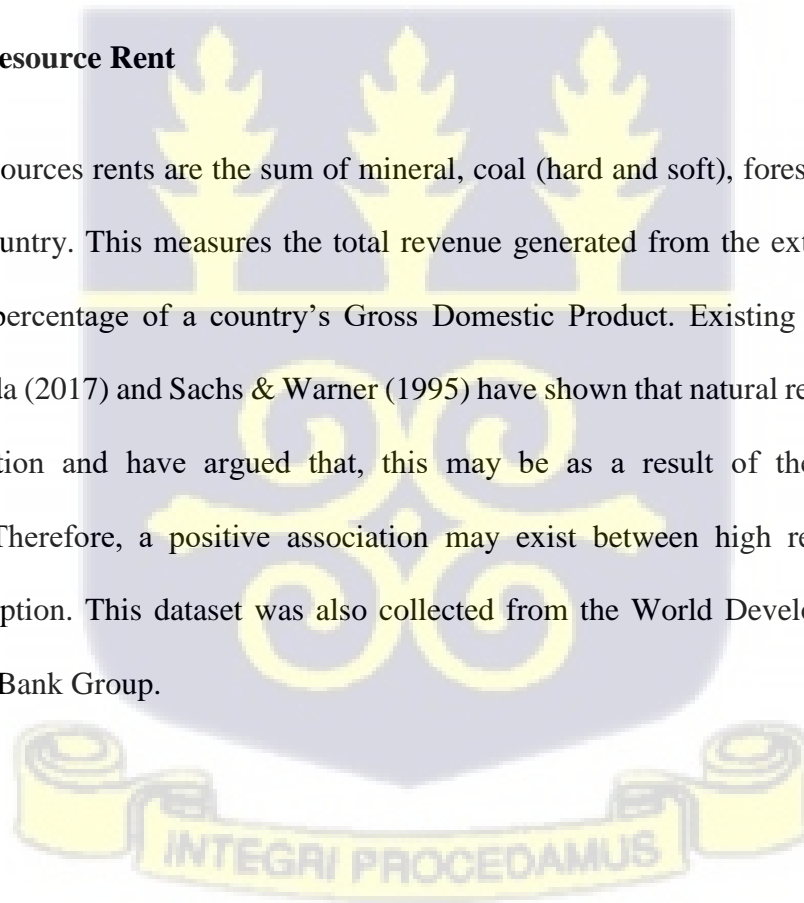 esource Rent
ources rents are the sum of mineral, coal (hard and soft), fores
ountry. This measures the total revenue generated from the ext
percentage of a country’s Gross Domestic Product. Existing
da (2017) and Sachs & Warner (1995) have shown that natural re
tion and have argued that, this may be as a result of the
Therefore, a positive association may exist between high re
ption. This dataset was also collected from the World Develo
Bank Group.
INTEGRI PROCEDAMUS